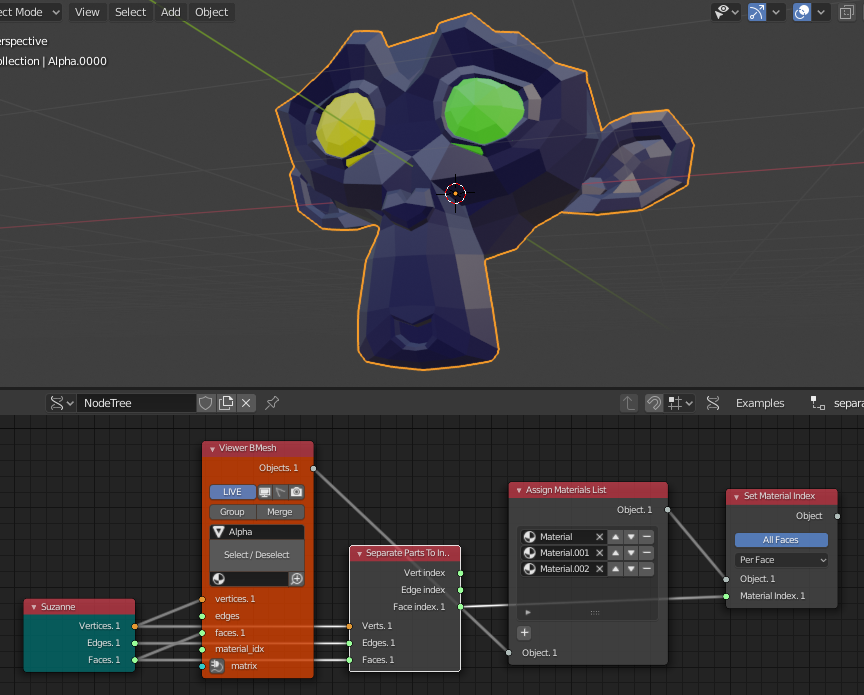 ect Mode View Select Add Object
erspective
ollection | Alpha.0000
NodeTree Examples separa
Viewer BMesh
Objects. 1
LIVE
Group Merge
Alpha
Select / Deselect
vertices. 1
edges
faces. 1
material_idx
matrix
Suzanne
Vertices. 1
Edges. 1
Faces. 1
Separate Parts To In..
Vert index
Edge index
Face index. 1
Verts. 1
Edges. 1
Faces. 1
Assign Materials List
Object. 1
Material
Material.001
Material.002
Object. 1
Set Material Index
Object
All Faces
Per Face
Object. 1
Material Index. 1